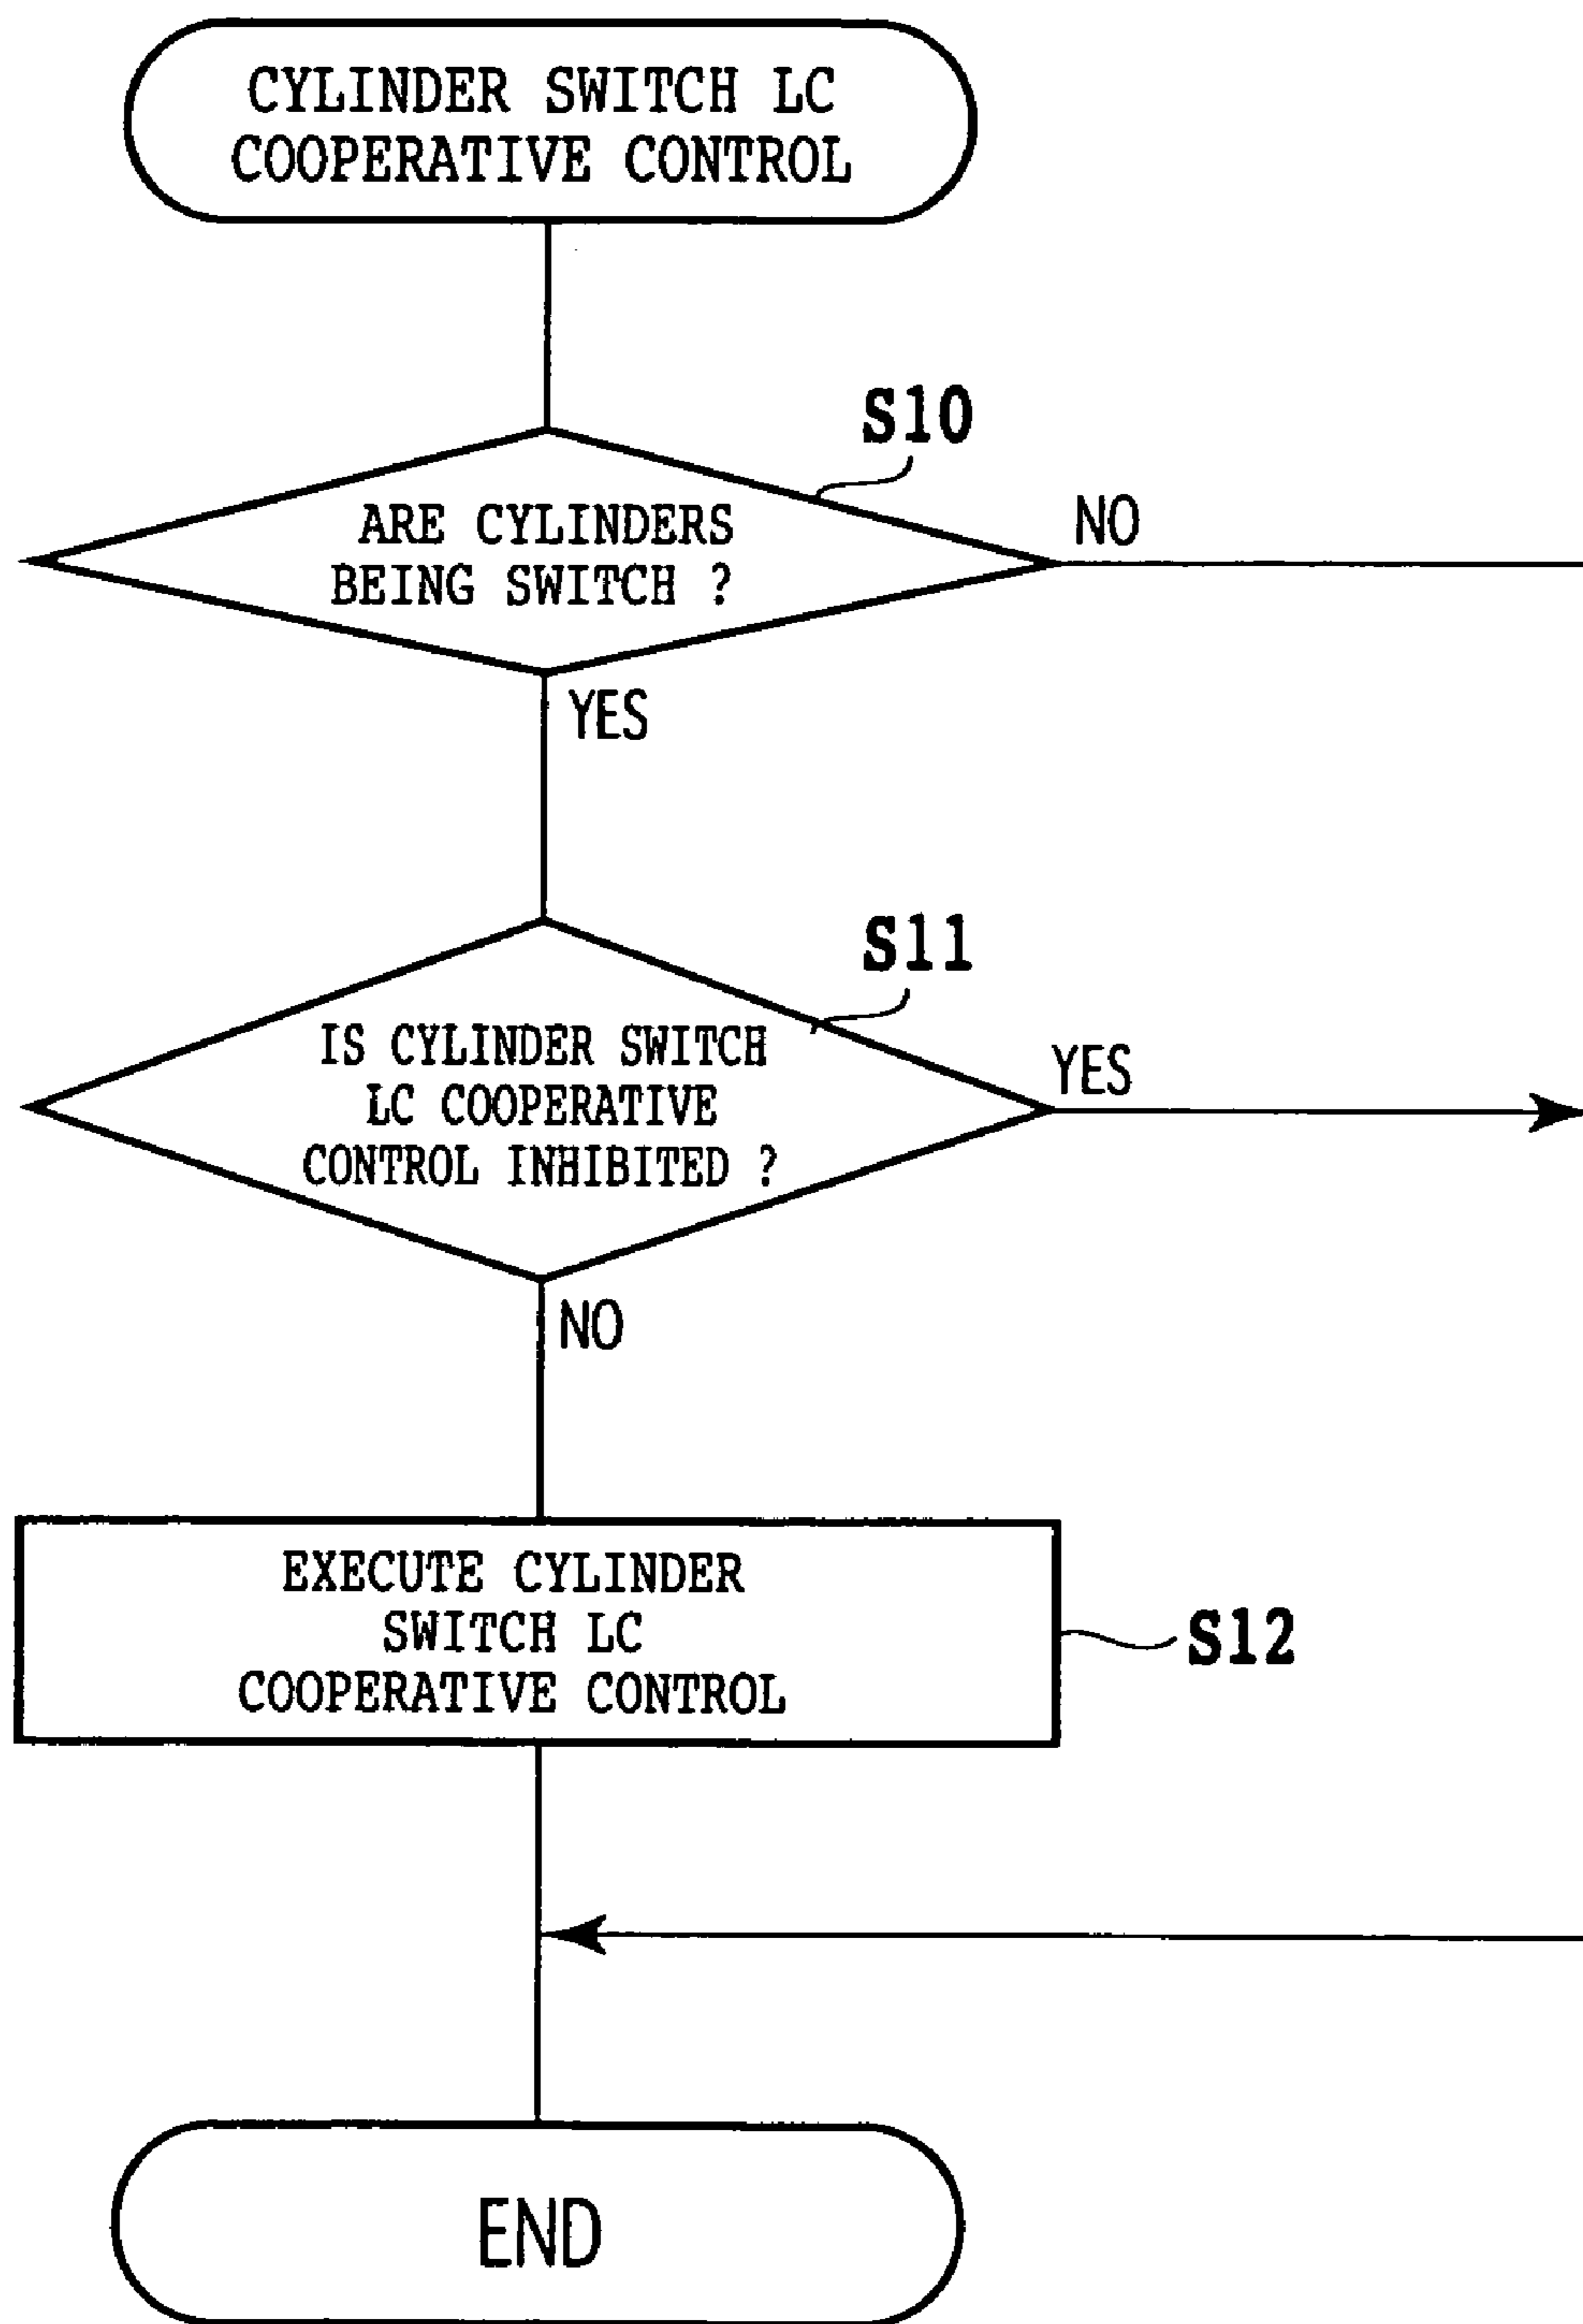 CYLINDER SWITCH LC
COOPERATIVE CONTROL
S10
ARE CYLINDERS
BEING SWITCH ?
NO
YES
S11
IS CYLINDER SWITCH
LC COOPERATIVE
CONTROL INHIBITED ?
YES
NO
EXECUTE CYLINDER
SWITCH LC
COOPERATIVE CONTROL
S12
END